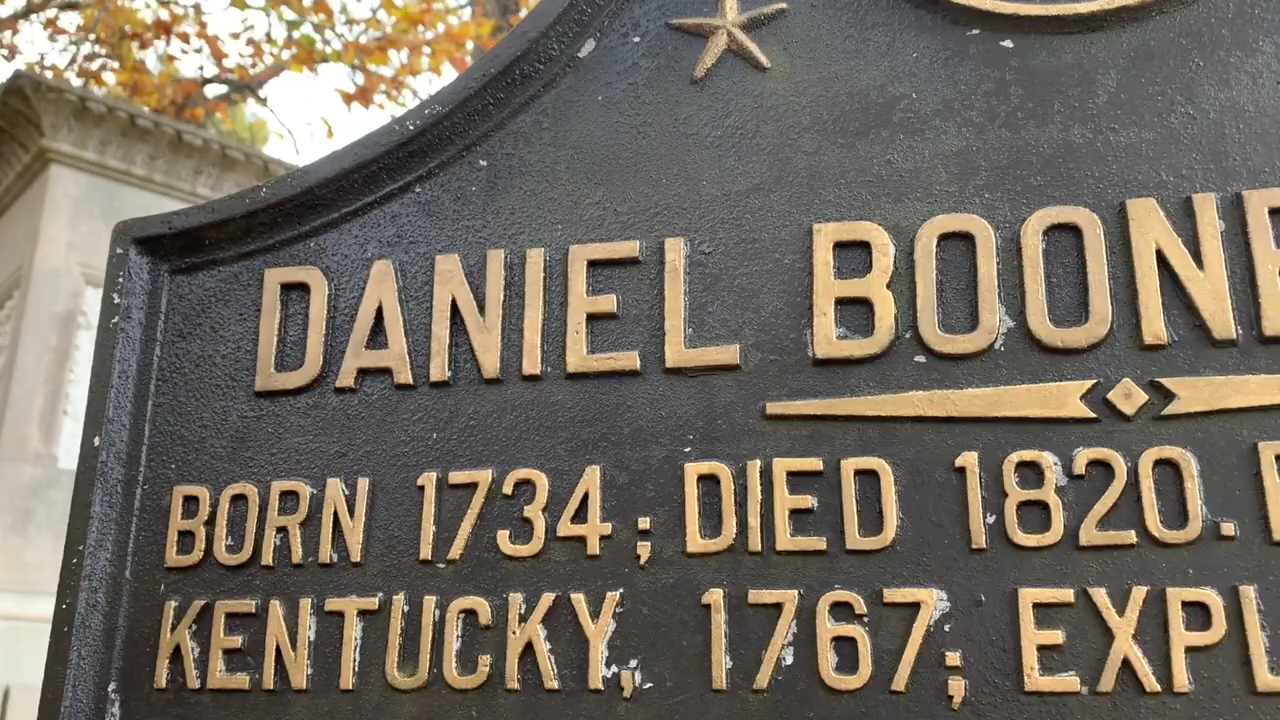 DANIEL BOONE
BORN 1734; DIED 1820.
KENTUCKY, 1767; EXPL